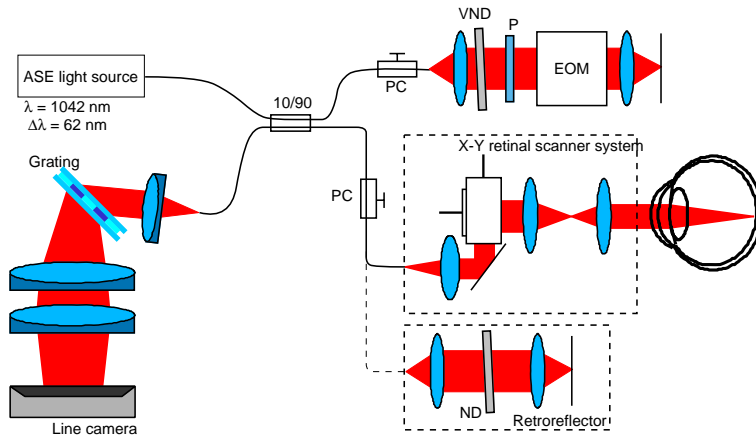 VND
P
ASE light source
PC
EOM
λ = 1042 nm
Δλ = 62 nm
10/90
X-Y retinal scanner system
Grating
PC
ND
Retroreflector
Line camera